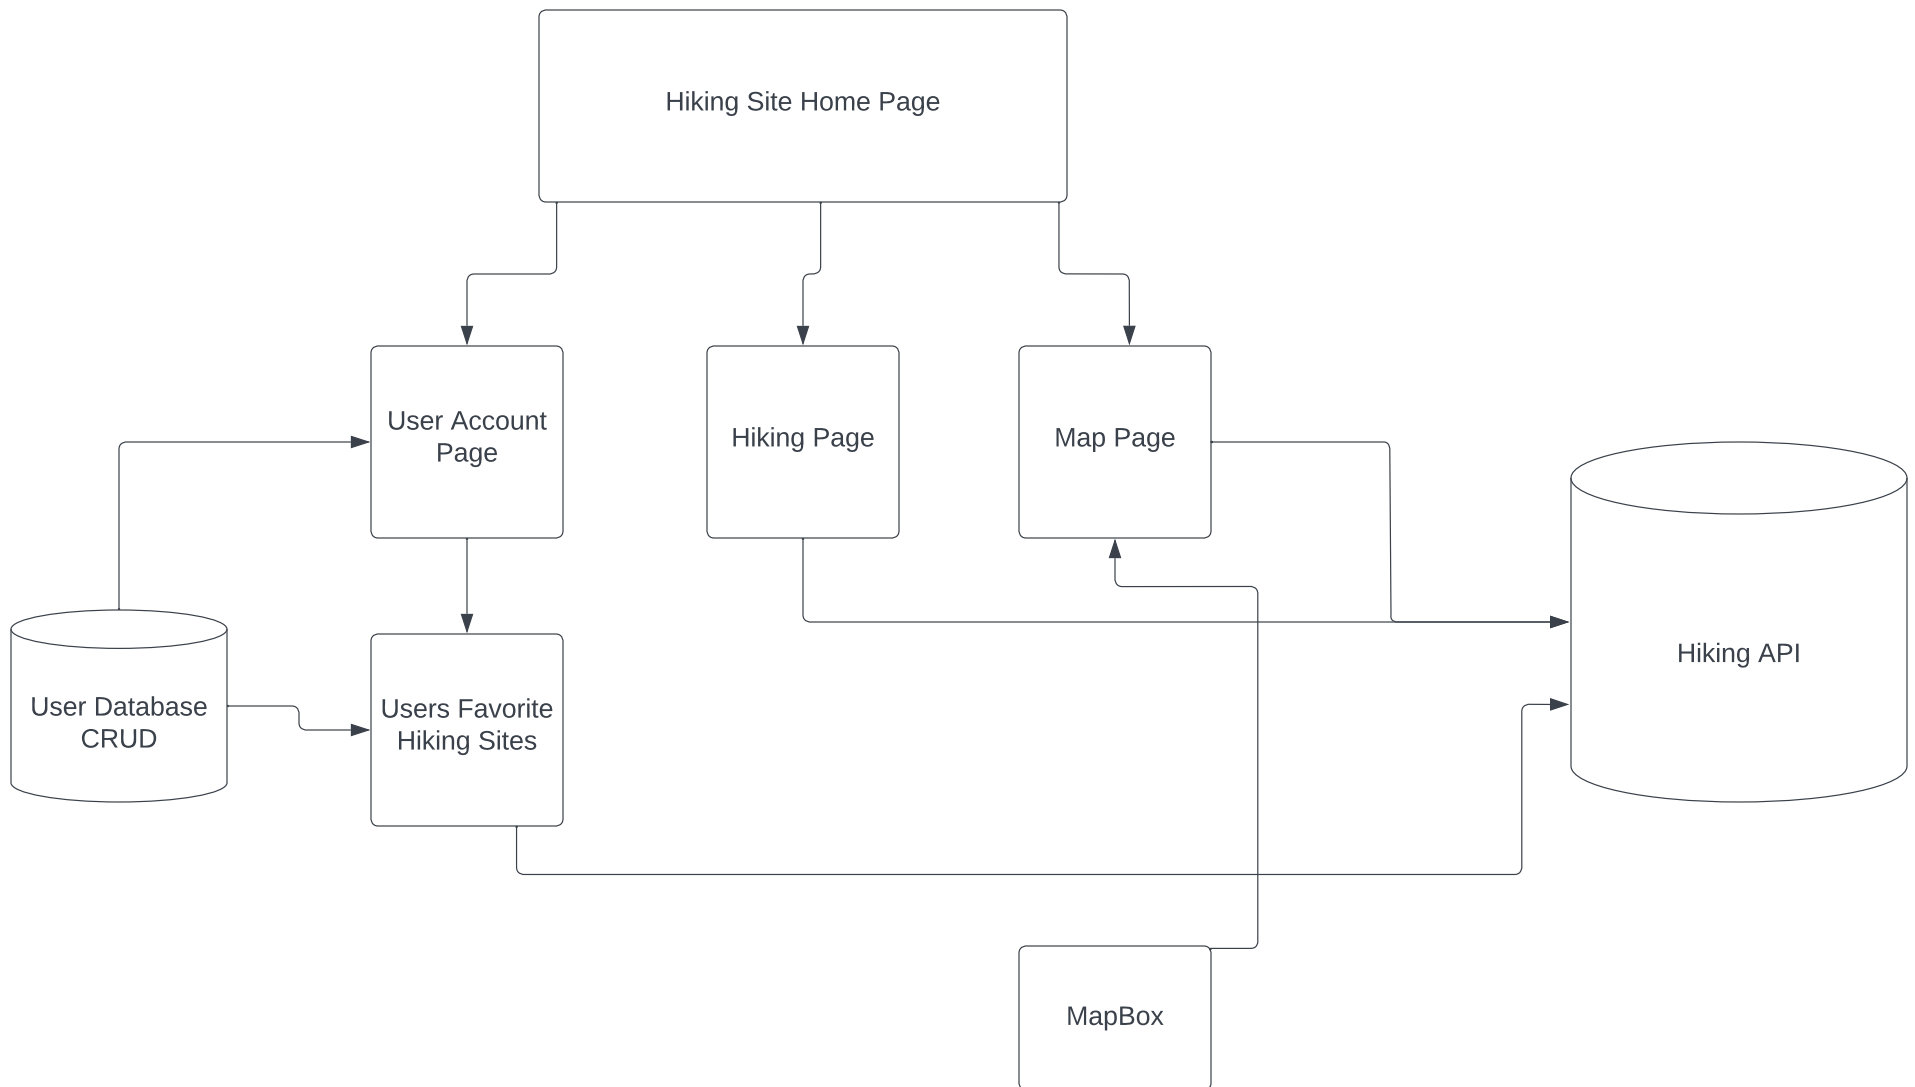 Hiking Site Home Page
User Account
Page
Hiking Page
Map Page
Hiking API
User Database
CRUD
Users Favorite
Hiking Sites
MapBox